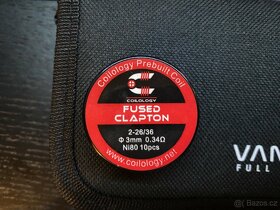 Coilology Prebuilt Coil
COILOLOGY
FUSED
CLAPTON
2-26/36
Φ 3mm 0.34Ω
Ni80 10pcs
www.coilology.net
VAN
FULL
Bazoš.cz